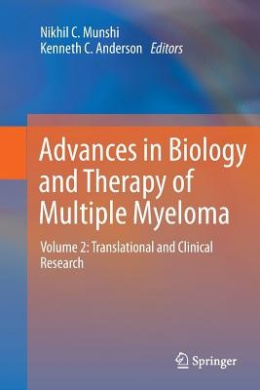 Nikhil C. Munshi
Kenneth C. Anderson Editors
Advances in Biology
and Therapy of
Multiple Myeloma
Volume 2: Translational and Clinical
Research
Springer